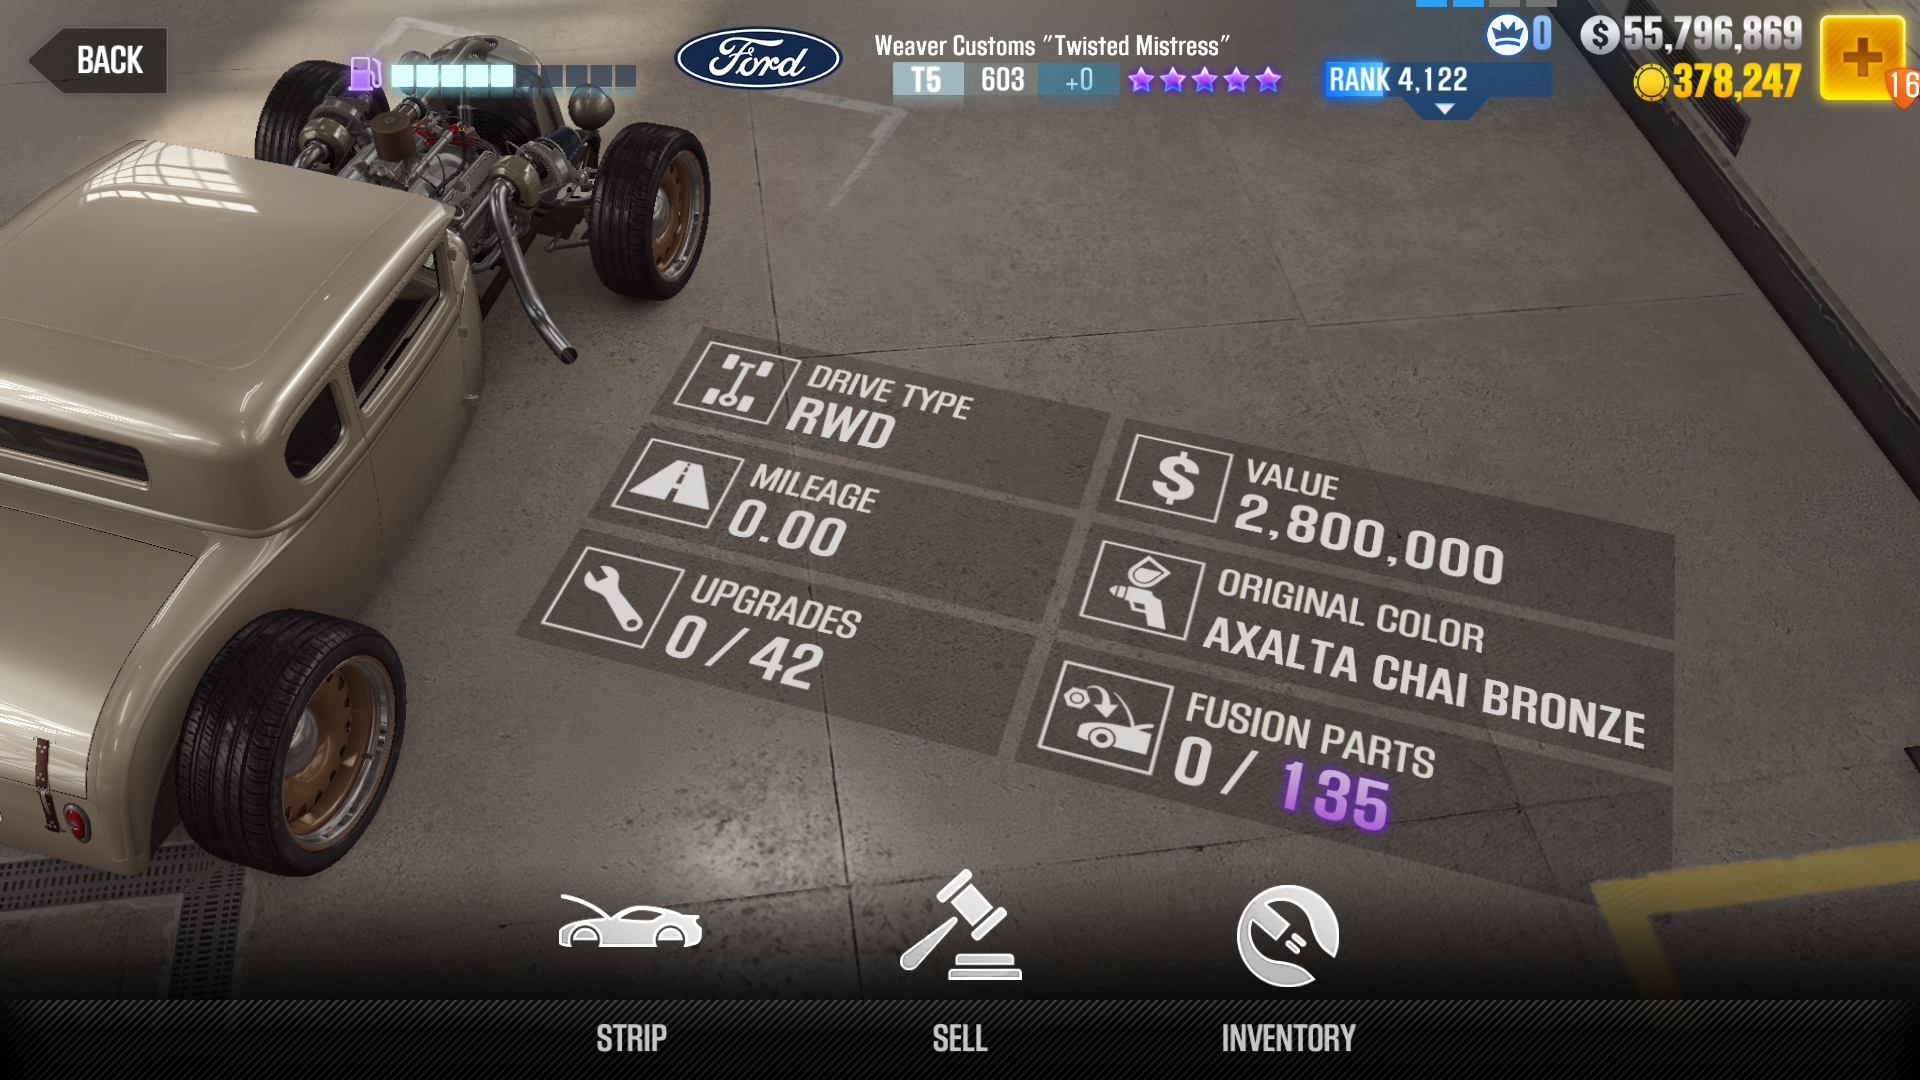 BACK
Ford
Weaver Customs "Twisted Mistress"
T5 603 +0
RANK 4,122
0
$ 55,796,869
378,247
16
DRIVE TYPE
RWD
MILEAGE
0.00
UPGRADES
0/42
$ VALUE
2,800,000
ORIGINAL COLOR
AXALTA CHAI BRONZE
FUSION PARTS
0/ 135
STRIP
SELL
INVENTORY